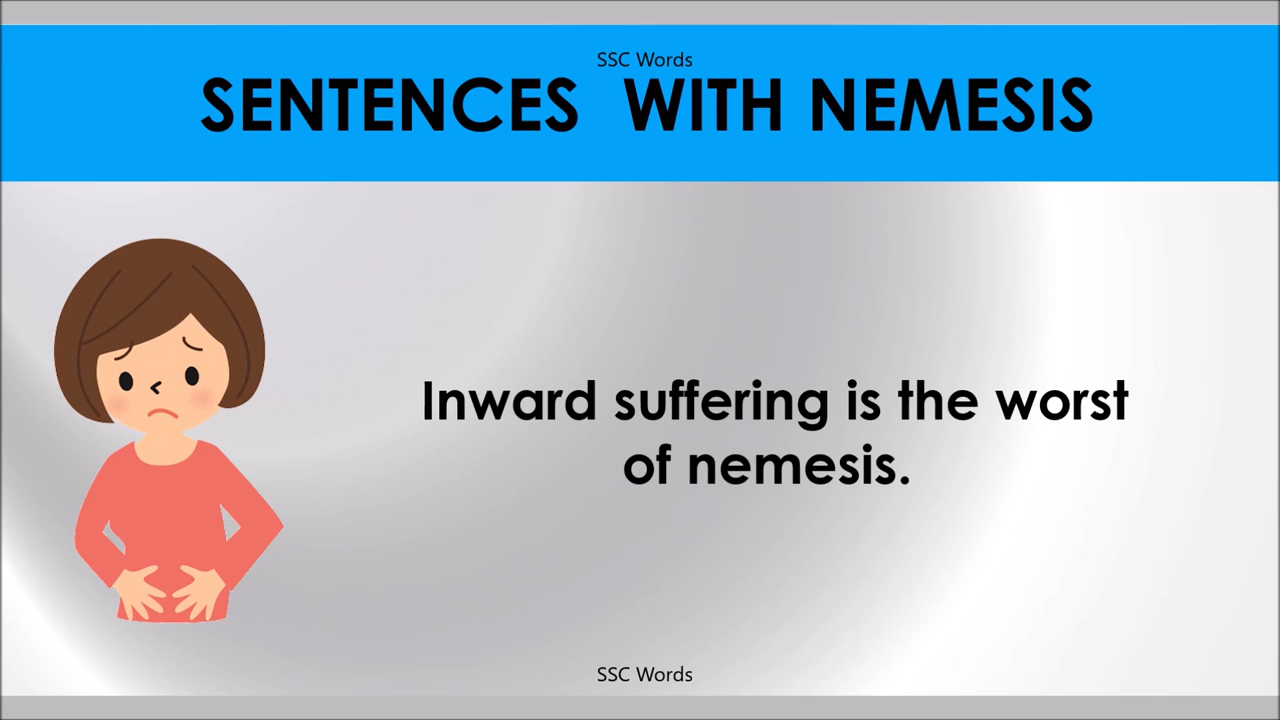 SSC Words
SENTENCES WITH NEMESIS
Inward suffering is the worst
of nemesis.
SSC Words